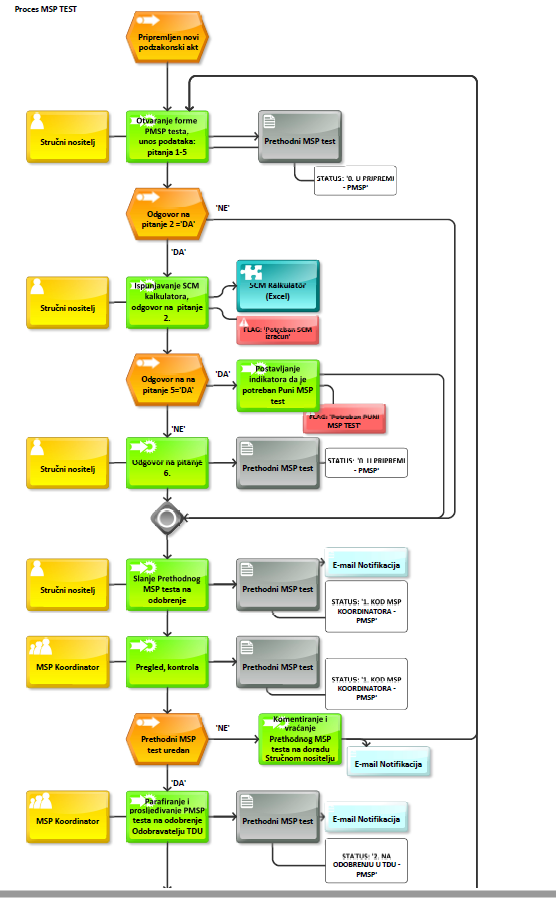 Proces MSP TEST
Pripremljen novi
podzakonski akt
Stručni nositelj
Otvaranje forme
PMSP testa,
unos podataka:
pitanja 1-5
Prethodni MSP test
STATUS: '0. U PRIPREMI
- PMSP'
Odgovor na
pitanje 2 ='DA'
'NE'
'DA'
Stručni nositelj
Ispunjavanje SCM
kalkulatora,
odgovor na pitanje
2.
SCM Kalkulator
(Excel)
FLAG: 'Potreban SCM
izračun'
Odgovor na na
pitanje 5='DA'
'DA'
Postavljanje
indikatora da je
potreban Puni MSP
test
FLAG: 'Potreban PUNI
MSP TEST'
'NE'
Stručni nositelj
Odgovor na pitanje
6.
Prethodni MSP test
STATUS: '0. U PRIPREMI
- PMSP'
Stručni nositelj
Slanje Prethodnog
MSP testa na
odobrenje
Prethodni MSP test
E-mail Notifikacija
STATUS: '1. KOD MSP
KOORDINATORA -
PMSP'
MSP Koordinator
Pregled, kontrola
Prethodni MSP test
STATUS: '1. KOD MSP
KOORDINATORA -
PMSP'
Prethodni MSP
test uredan
'NE'
Komentiranje i
vraćanje
Prethodnog MSP
testa na doradu
Stručnom nositelju
E-mail Notifikacija
'DA'
MSP Koordinator
Parafiranje i
prosljeđivanje PMSP
testa na odobrenje
Odobravatelju TDU
Prethodni MSP test
E-mail Notifikacija
STATUS: '2. NA
ODOBRENJU U TDU -
PMSP'